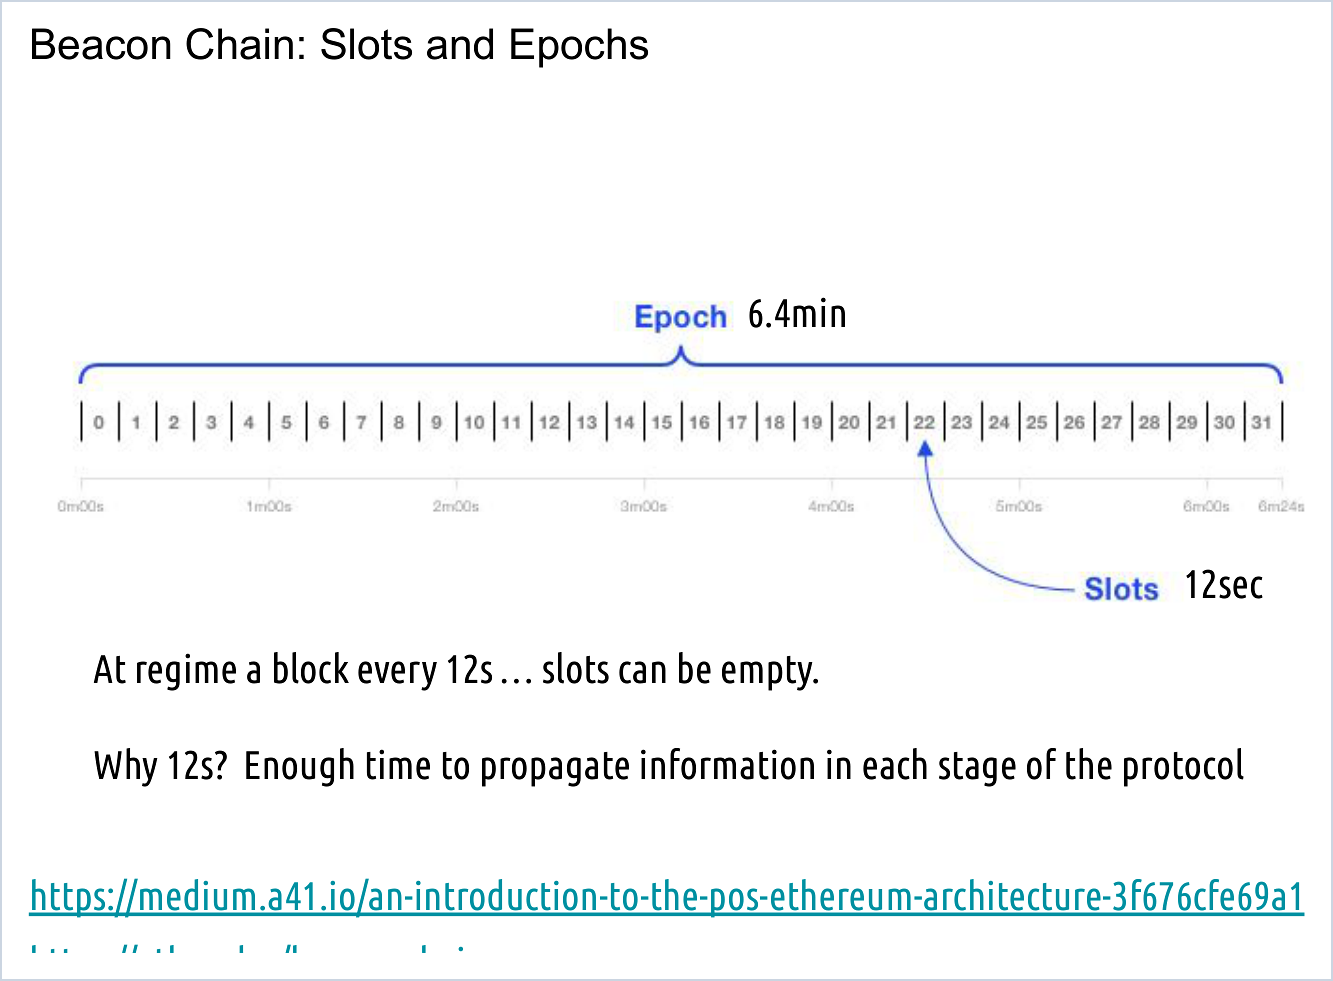 Beacon Chain: Slots and Epochs
Epoch 6.4min
0 1 2 3 4 5 6 7 8 9 10 11 12 13 14 15 16 17 18 19 20 21 22 23 24 25 26 27 28 29 30 31
0m00s 1m00s 2m00s 3m00s 4m00s 5m00s 6m00s 6m24s
Slots 12sec
At regime a block every 12s ... slots can be empty.
Why 12s? Enough time to propagate information in each stage of the protocol
https://medium.a41.io/an-introduction-to-the-pos-ethereum-architecture-3f676cfe69a1